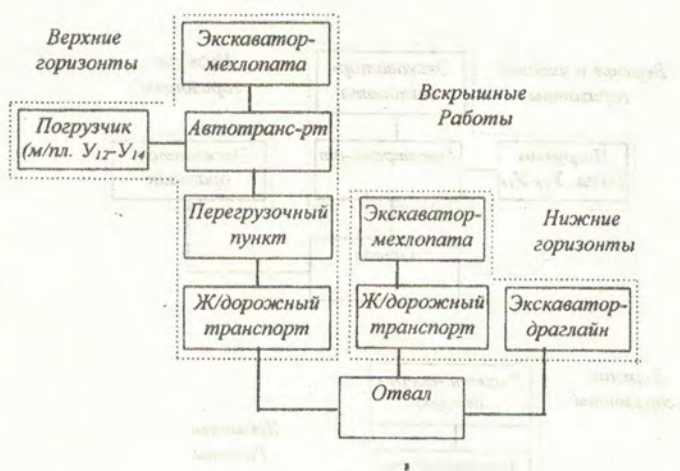 Верхние
горизонты
Экскаватор-
мехлопата
Вскрышные
Работы
Погрузчик
(м/пл. У12-У14
Автотранс-рт
Перегрузочный
пункт
Экскаватор-
мехлопата
Нижние
горизонты
Ж/дорожный
транспорт
Ж/дорожный
транспорт
Экскаватор-
драглайн
Отвал